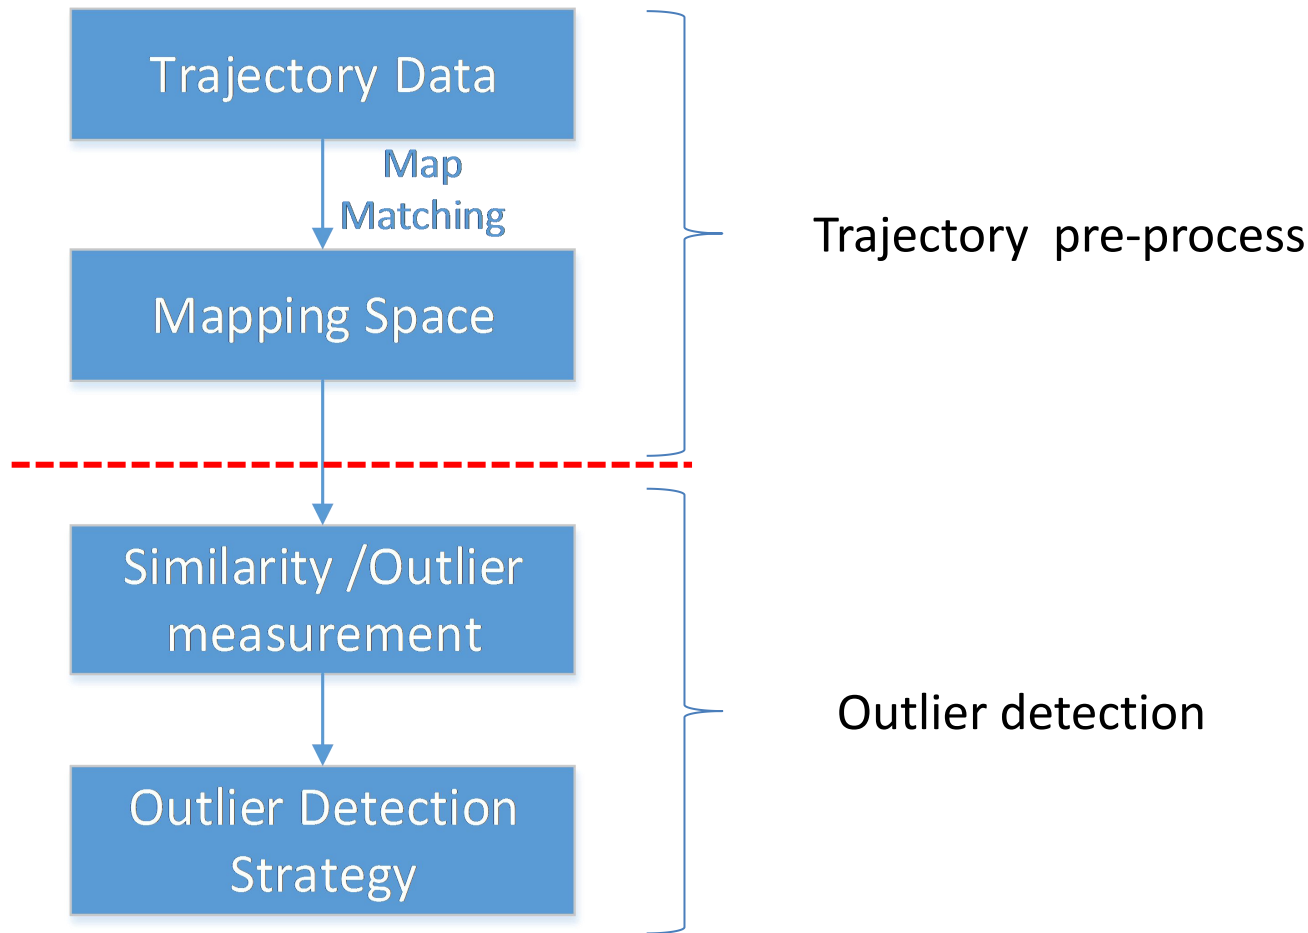 Trajectory Data
Map
Matching
Trajectory pre-process
Mapping Space
Similarity /Outlier
measurement
Outlier detection
Outlier Detection
Strategy